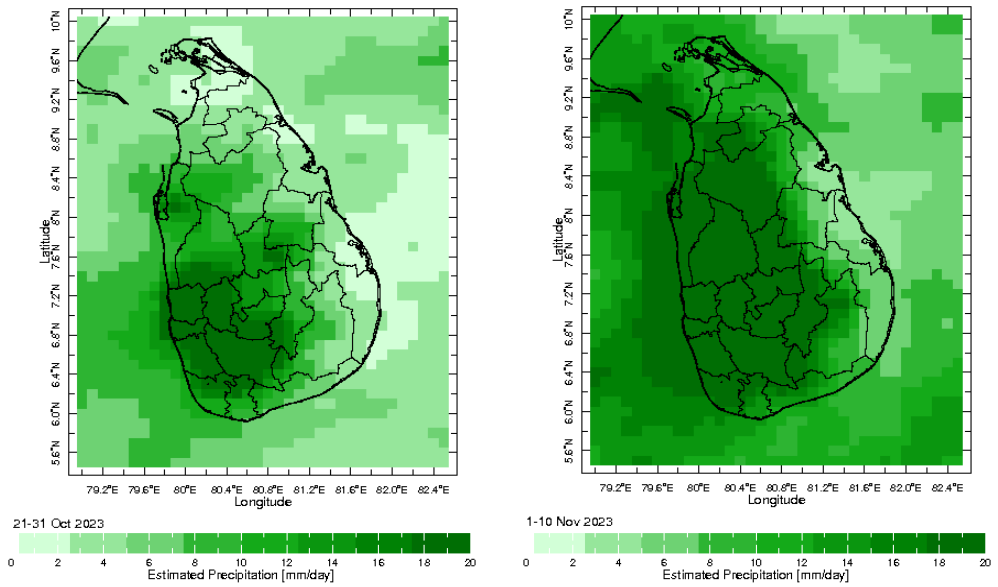 10°N
9.6°N
9.2°N
8.8°N
8.4°N
8°N
7.6°N
7.2°N
6.8°N
6.4°N
6.0°N
5.6°N
Latitude
79.2°E 79.6°E 80°E 80.4°E 80.8°E 81.2°E 81.6°E 82.0°E 82.4°E
Longitude
21-31 Oct 2023
0 2 4 6 8 10 12 14 16 18 20
Estimated Precipitation [mm/day]
10°N
9.6°N
9.2°N
8.8°N
8.4°N
8°N
7.6°N
7.2°N
6.8°N
6.4°N
6.0°N
5.6°N
Latitude
79.2°E 79.6°E 80°E 80.4°E 80.8°E 81.2°E 81.6°E 82.0°E 82.4°E
Longitude
1-10 Nov 2023
0 2 4 6 8 10 12 14 16 18 20
Estimated Precipitation [mm/day]